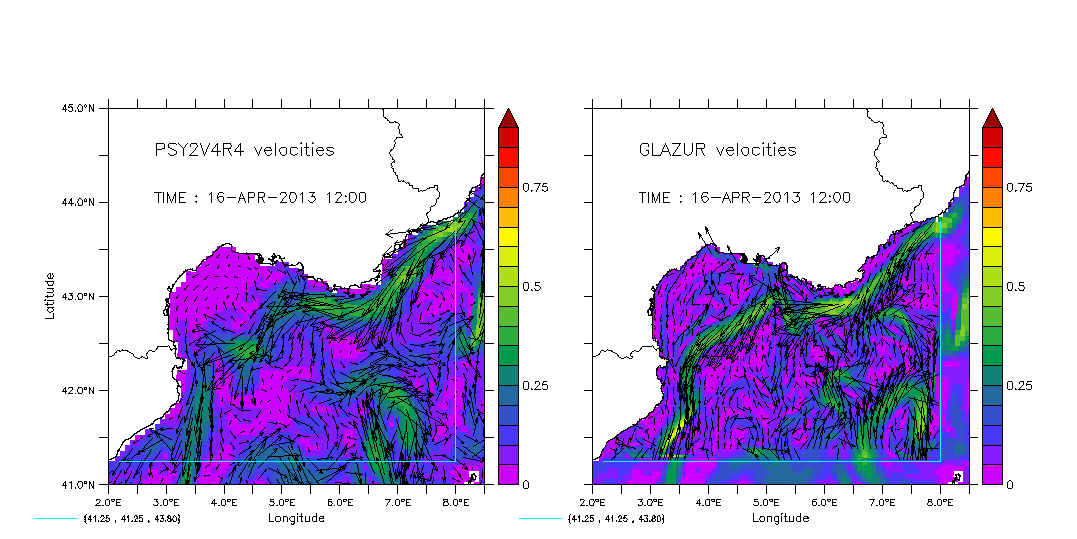 45.0°N
44.0°N
43.0°N
42.0°N
41.0°N
Latitude
PSY2V4R4 velocities
TIME : 16-APR-2013 12:00
2.0°E 3.0°E 4.0°E 5.0°E 6.0°E 7.0°E 8.0°E
Longitude
{41.25 , 41.25 , 43.80}
0.75
0.5
0.25
0
GLAZUR velocities
TIME : 16-APR-2013 12:00
2.0°E 3.0°E 4.0°E 5.0°E 6.0°E 7.0°E 8.0°E
Longitude
{41.25 , 41.25 , 43.80}
0.75
0.5
0.25
0